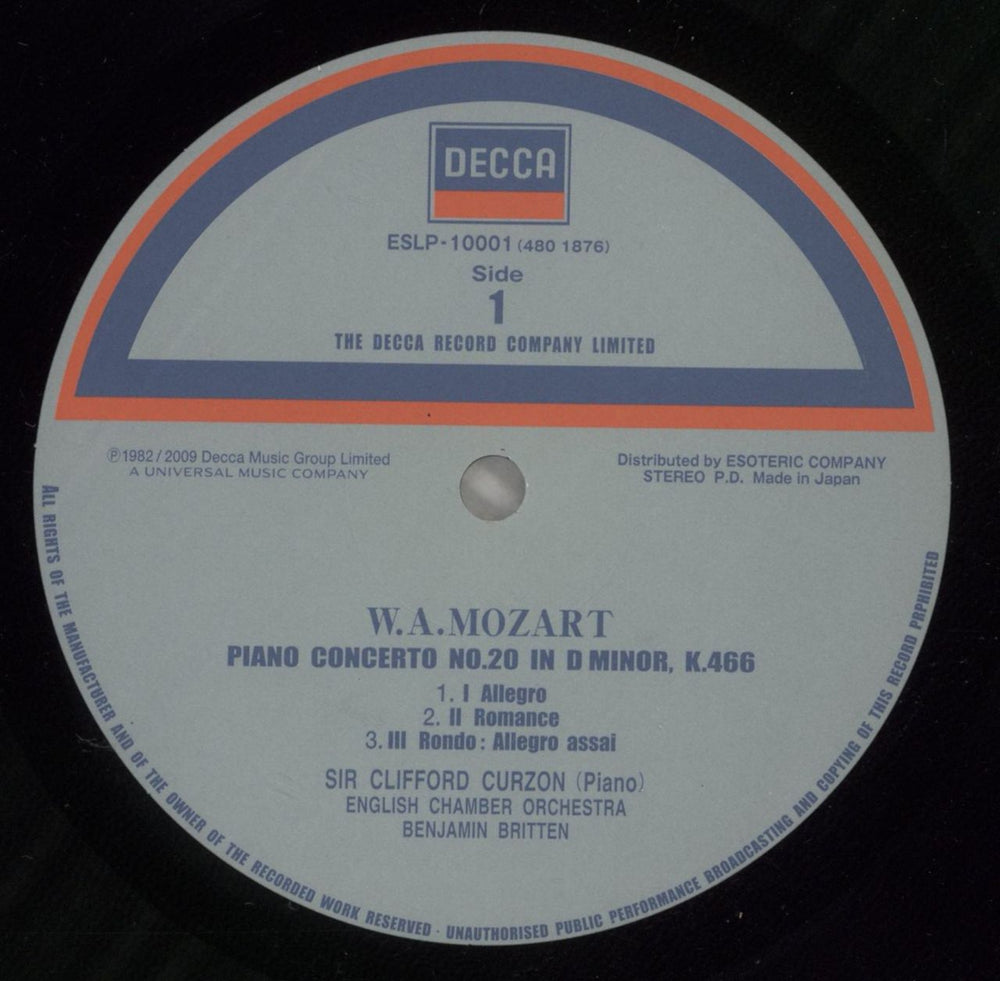 DECCA
ESLP-10001 (480 1876)
Side
1
THE DECCA RECORD COMPANY LIMITED
Ⓟ1982 / 2009 Decca Music Group Limited
A UNIVERSAL MUSIC COMPANY
Distributed by ESOTERIC COMPANY
STEREO P.D. Made in Japan
W.A.MOZART
PIANO CONCERTO NO.20 IN D MINOR, K.466
1. I Allegro
2. II Romance
3. III Rondo : Allegro assai
SIR CLIFFORD CURZON (Piano)
ENGLISH CHAMBER ORCHESTRA
BENJAMIN BRITTEN
ALL RIGHTS OF THE MANUFACTURER AND OF THE OWNER OF THE RECORDED WORK RESERVED · UNAUTHORISED PUBLIC PERFORMANCE BROADCASTING AND COPYING OF THIS RECORD PRPHIBITED